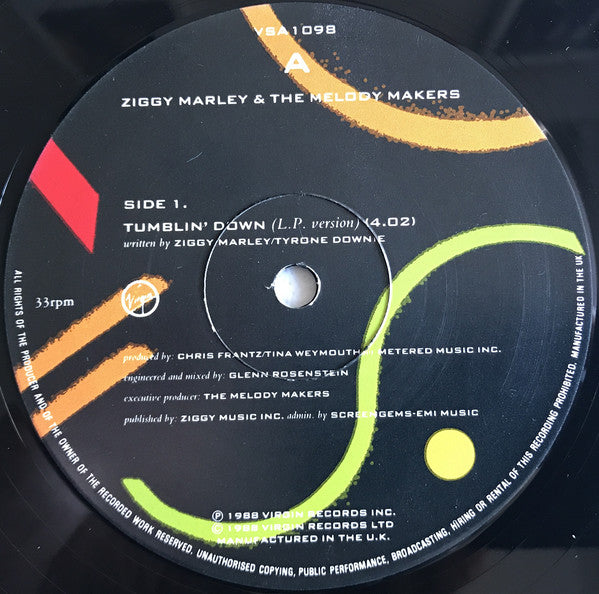 VSA1098
A
ZIGGY MARLEY & THE MELODY MAKERS
SIDE 1.
TUMBLIN' DOWN (L.P. version) (4.02)
written by ZIGGY MARLEY/TYRONE DOWNIE
33rpm
Virgin
produced by: CHRIS FRANTZ/TINA WEYMOUTH METERED MUSIC INC.
engineered and mixed by: GLENN ROSENSTEIN
executive producer: THE MELODY MAKERS
published by: ZIGGY MUSIC INC. admin. by SCREENGEMS-EMI MUSIC
℗ 1988 VIRGIN RECORDS INC.
© 1988 VIRGIN RECORDS LTD
MANUFACTURED IN THE U.K.
ALL RIGHTS OF THE PRODUCER AND OF THE OWNER OF THE RECORDED WORK RESERVED. UNAUTHORISED COPYING, PUBLIC PERFORMANCE, BROADCASTING, HIRING OR RENTAL OF THIS RECORDING PROHIBITED. MANUFACTURED IN THE UK